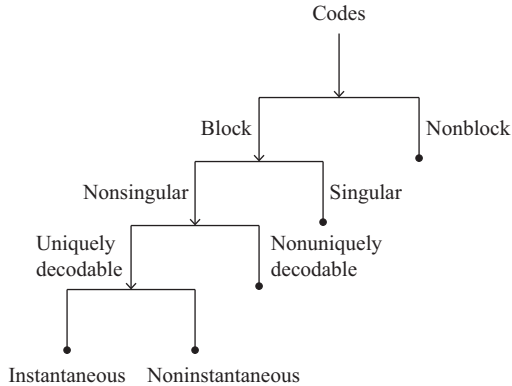 Codes
Block
Nonblock
Nonsingular
Singular
Uniquely
decodable
Nonuniquely
decodable
Instantaneous
Noninstantaneous